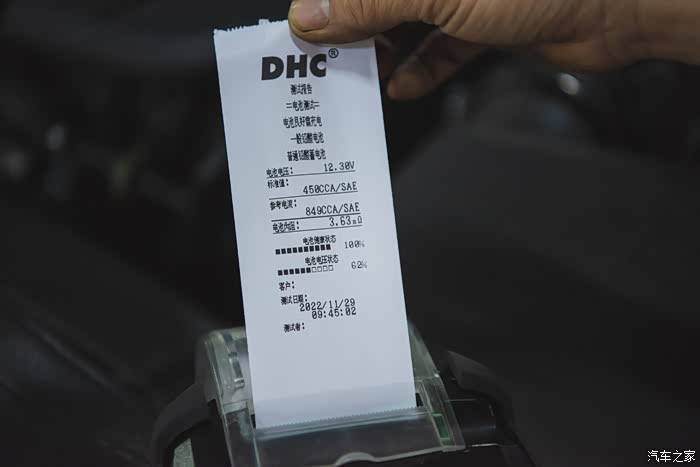 DHC®
测试报告
=电池测试=
电池良好需充电
一般铅酸电池
普通铅酸蓄电池
电池电压： 12.30V
标准值：
450CCA/SAE
参考电流：
849CCA/SAE
电池内阻： 3.63mΩ
电池健康状态
100%
电池电压状态
60%
客户：
测试日期：
2022/11/29
09:45:02
测试者：
汽车之家